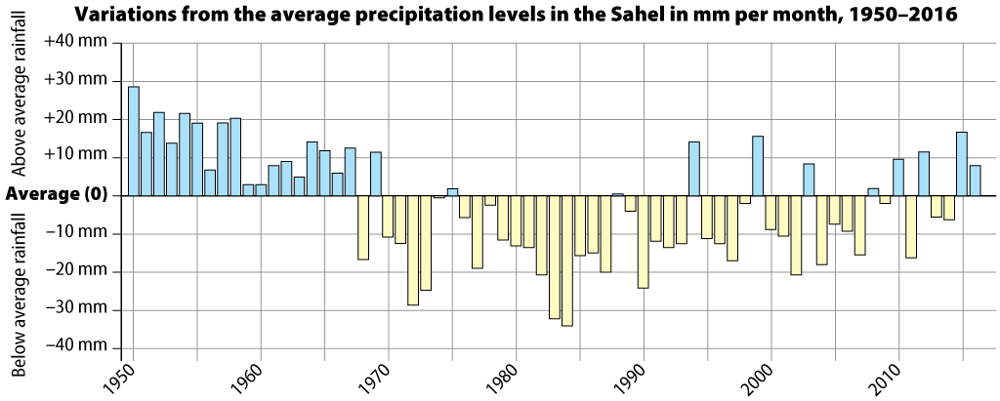 Variations from the average precipitation levels in the Sahel in mm per month, 1950–2016
Above average rainfall
Below average rainfall
+40 mm
+30 mm
+20 mm
+10 mm
Average (0)
–10 mm
–20 mm
–30 mm
–40 mm
1950 1960 1970 1980 1990 2000 2010